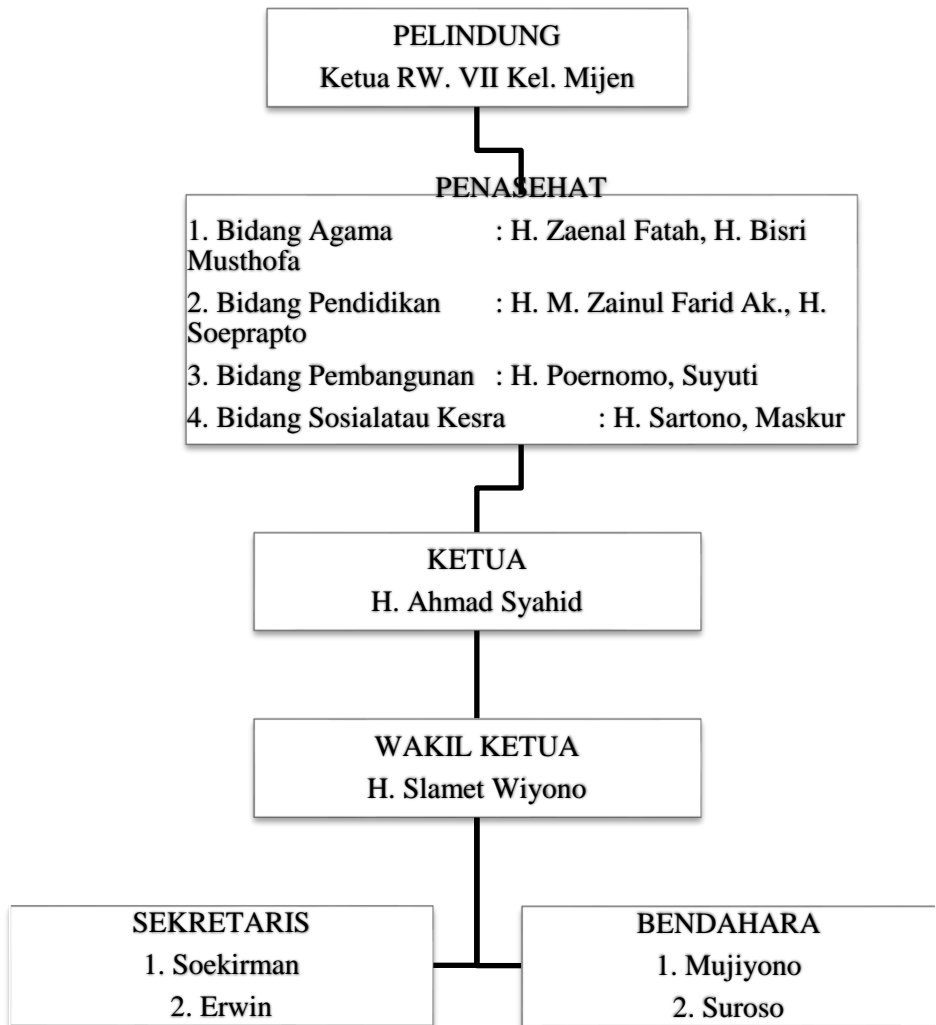 PELINDUNG
Ketua RW. VII Kel. Mijen
PENASEHAT
1. Bidang Agama : H. Zaenal Fatah, H. Bisri
Musthofa
2. Bidang Pendidikan : H. M. Zainul Farid Ak., H.
Soeprapto
3. Bidang Pembangunan : H. Poernomo, Suyuti
4. Bidang Sosialatau Kesra : H. Sartono, Maskur
KETUA
H. Ahmad Syahid
WAKIL KETUA
H. Slamet Wiyono
SEKRETARIS
1. Soekirman
2. Erwin
BENDAHARA
1. Mujiyono
2. Suroso